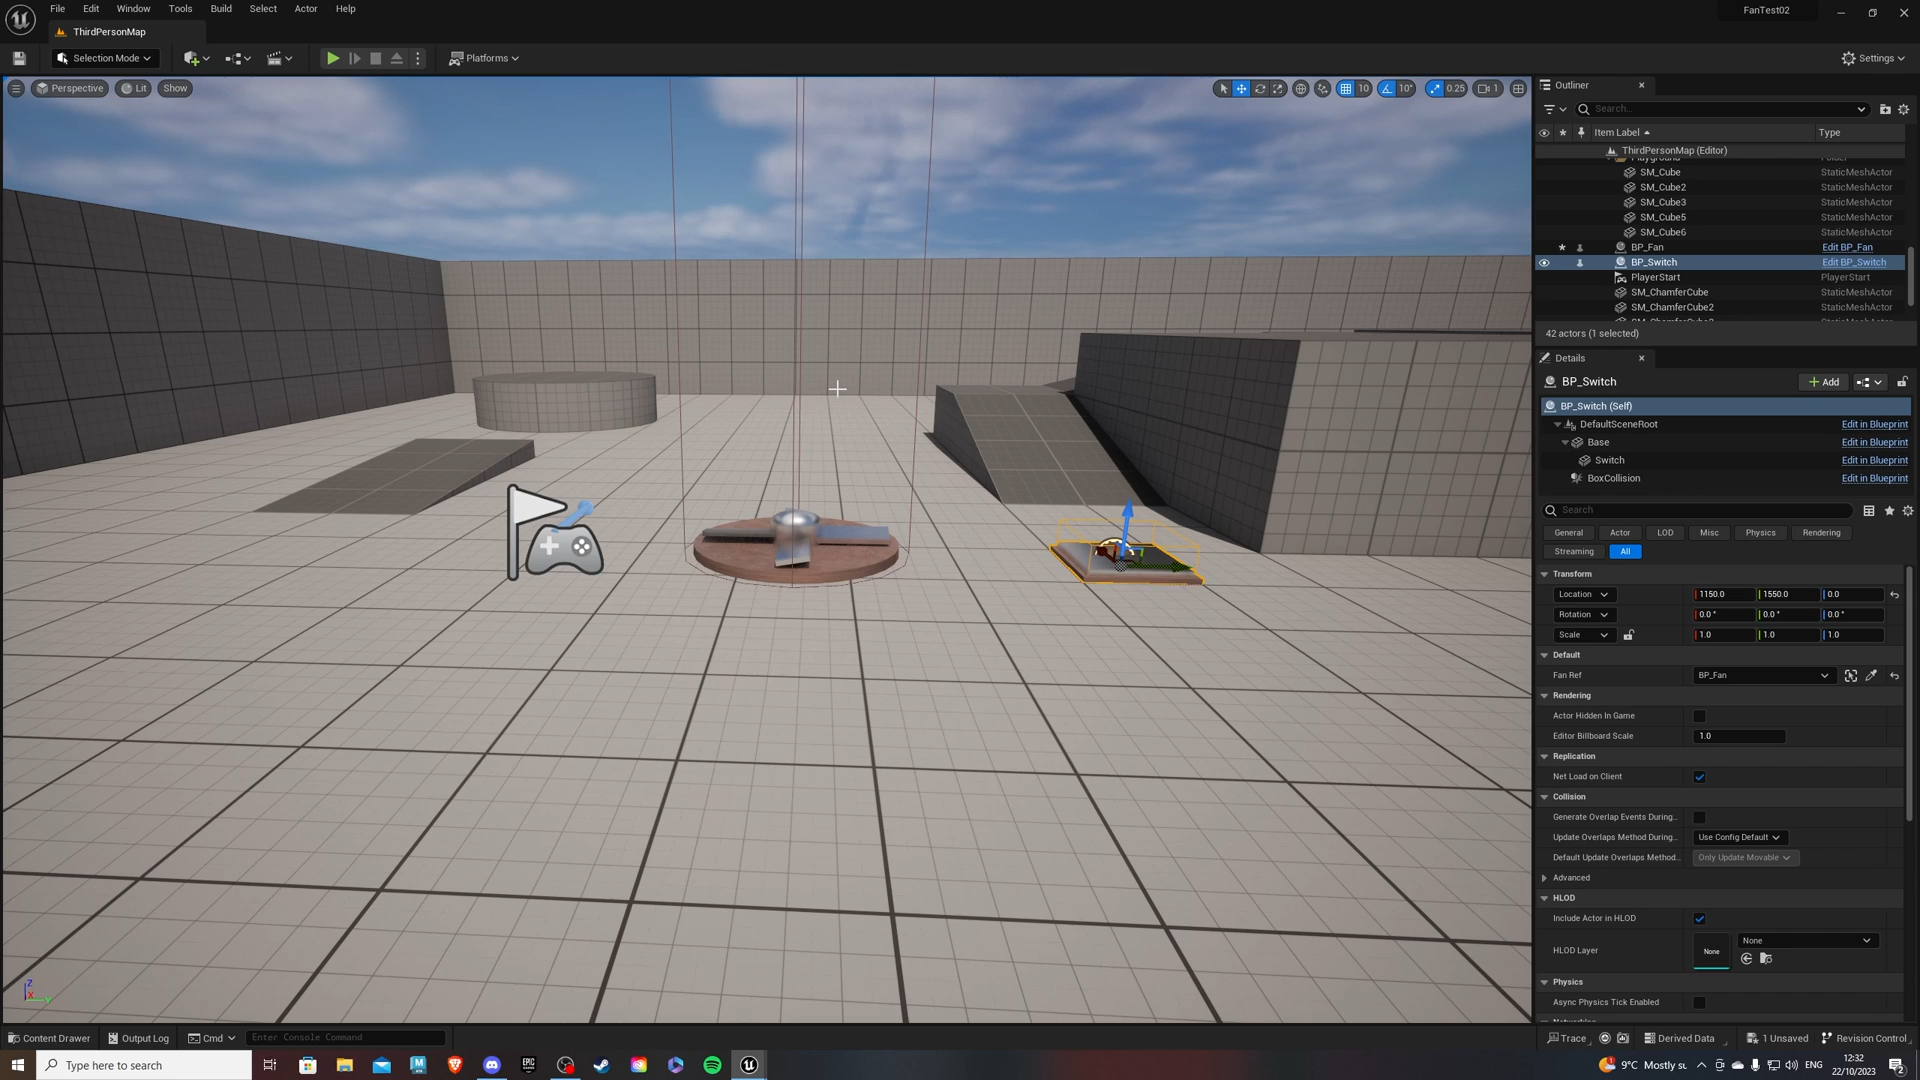 File Edit Window Tools Build Select Actor Help
FanTest02
ThirdPersonMap
Selection Mode
Platforms
Settings
Perspective Lit Show
10 10° 0.25 1
Outliner
Search...
Item Label Type
ThirdPersonMap (Editor)
SM_Cube StaticMeshActor
SM_Cube2 StaticMeshActor
SM_Cube3 StaticMeshActor
SM_Cube5 StaticMeshActor
SM_Cube6 StaticMeshActor
BP_Fan Edit BP_Fan
BP_Switch Edit BP_Switch
PlayerStart PlayerStart
SM_ChamferCube StaticMeshActor
SM_ChamferCube2 StaticMeshActor
42 actors (1 selected)
Details
BP_Switch
Add
BP_Switch (Self)
DefaultSceneRoot Edit in Blueprint
Base Edit in Blueprint
Switch Edit in Blueprint
BoxCollision Edit in Blueprint
Search
General Actor LOD Misc Physics Rendering
Streaming All
Transform
Location 1150.0 1550.0 0.0
Rotation 0.0° 0.0° 0.0°
Scale 1.0 1.0 1.0
Default
Fan Ref BP_Fan
Rendering
Actor Hidden In Game
Editor Billboard Scale 1.0
Replication
Net Load on Client
Collision
Generate Overlap Events During...
Update Overlaps Method During... Use Config Default
Default Update Overlaps Method... Only Update Movable
Advanced
HLOD
Include Actor in HLOD
HLOD Layer None None
Physics
Async Physics Tick Enabled
Z
X
Y
Content Drawer Output Log Cmd Enter Console Command
Trace Derived Data 1 Unsaved Revision Control
Type here to search
9°C Mostly su ENG
12:32
22/10/2023
2